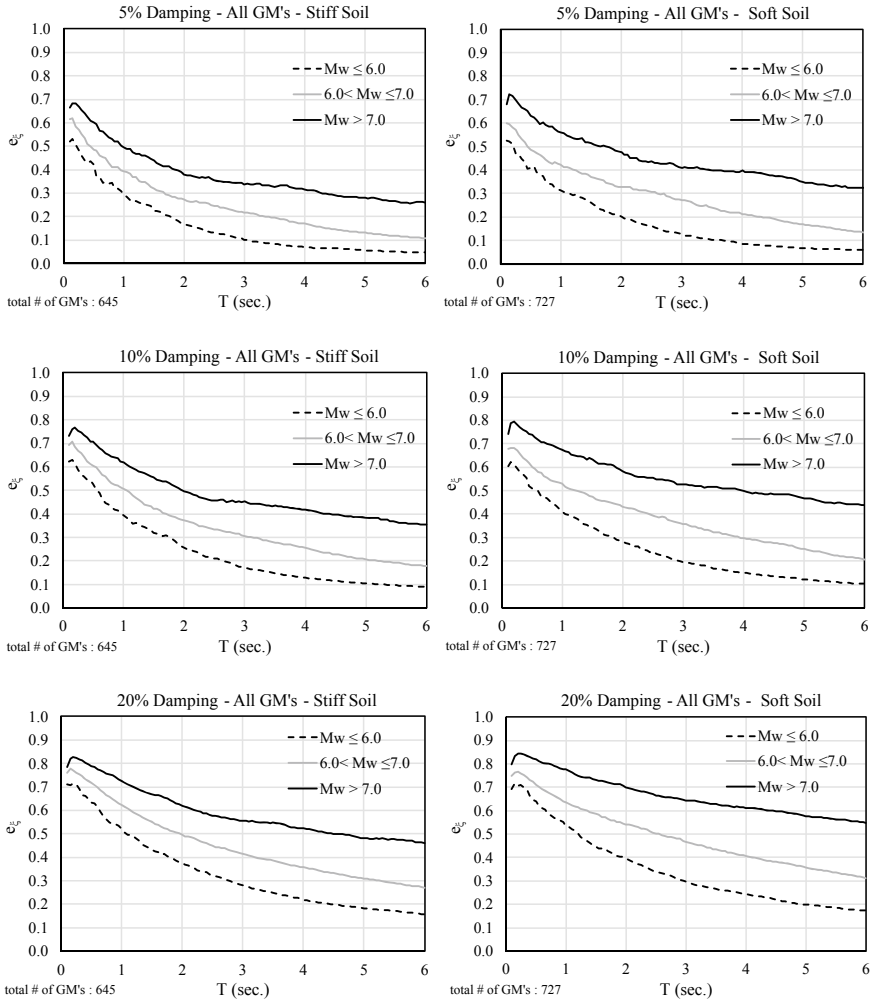 5% Damping - All GM's - Stiff Soil
1.0
0.9
0.8
0.7
0.6
0.5
0.4
0.3
0.2
0.1
0.0
eξ
Mw ≤ 6.0
6.0< Mw ≤7.0
Mw > 7.0
0 1 2 3 4 5 6
total # of GM's : 645
T (sec.)
5% Damping - All GM's - Soft Soil
1.0
0.9
0.8
0.7
0.6
0.5
0.4
0.3
0.2
0.1
0.0
eξ
Mw ≤ 6.0
6.0< Mw ≤7.0
Mw > 7.0
0 1 2 3 4 5 6
total # of GM's : 727
T (sec.)
10% Damping - All GM's - Stiff Soil
1.0
0.9
0.8
0.7
0.6
0.5
0.4
0.3
0.2
0.1
0.0
eξ
Mw ≤ 6.0
6.0< Mw ≤7.0
Mw > 7.0
0 1 2 3 4 5 6
total # of GM's : 645
T (sec.)
10% Damping - All GM's - Soft Soil
1.0
0.9
0.8
0.7
0.6
0.5
0.4
0.3
0.2
0.1
0.0
eξ
Mw ≤ 6.0
6.0< Mw ≤7.0
Mw > 7.0
0 1 2 3 4 5 6
total # of GM's : 727
T (sec.)
20% Damping - All GM's - Stiff Soil
1.0
0.9
0.8
0.7
0.6
0.5
0.4
0.3
0.2
0.1
0.0
eξ
Mw ≤ 6.0
6.0< Mw ≤7.0
Mw > 7.0
0 1 2 3 4 5 6
total # of GM's : 645
T (sec.)
20% Damping - All GM's - Soft Soil
1.0
0.9
0.8
0.7
0.6
0.5
0.4
0.3
0.2
0.1
0.0
eξ
Mw ≤ 6.0
6.0< Mw ≤7.0
Mw > 7.0
0 1 2 3 4 5 6
total # of GM's : 727
T (sec.)